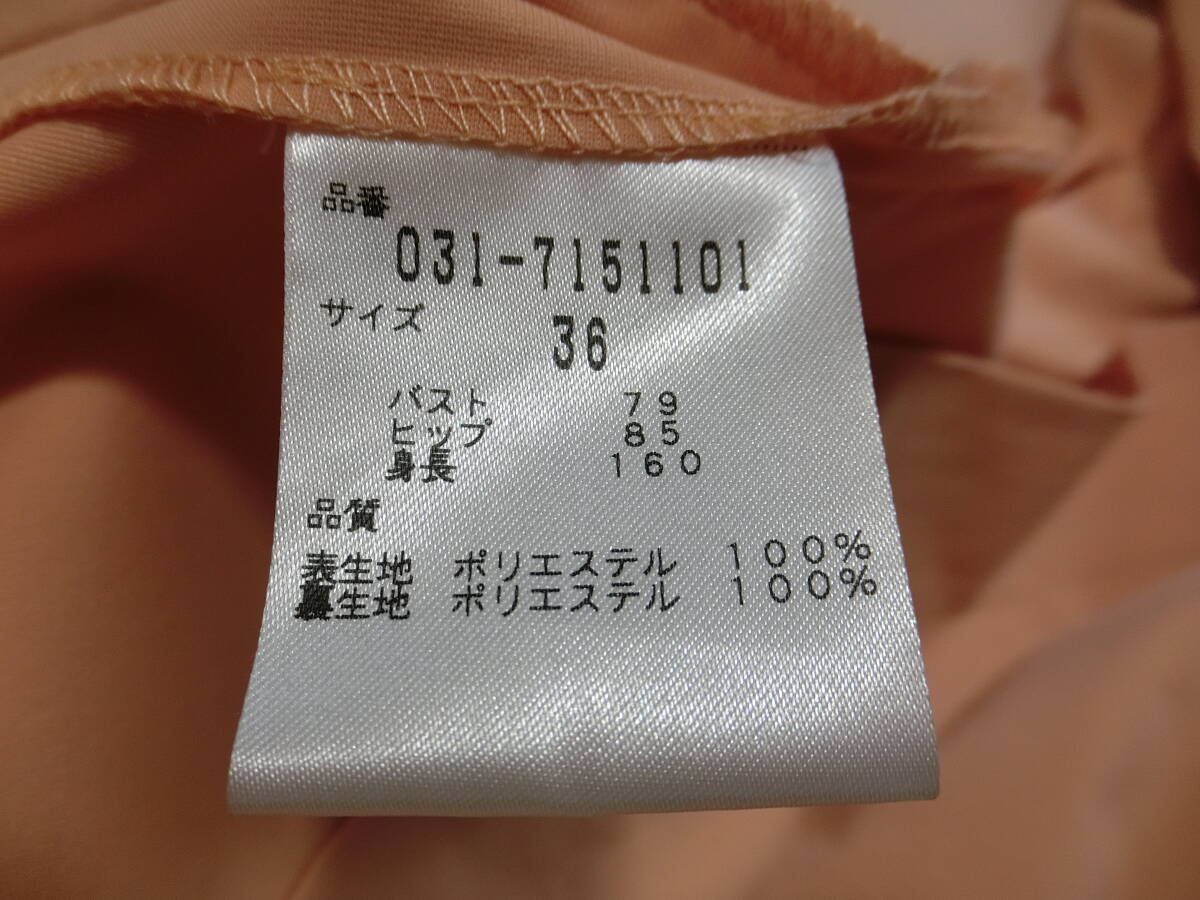 品番
031-7151101
サイズ 36
バスト 79
ヒップ 85
身長 160
品質
表生地 ポリエステル 100%
裏生地 ポリエステル 100%